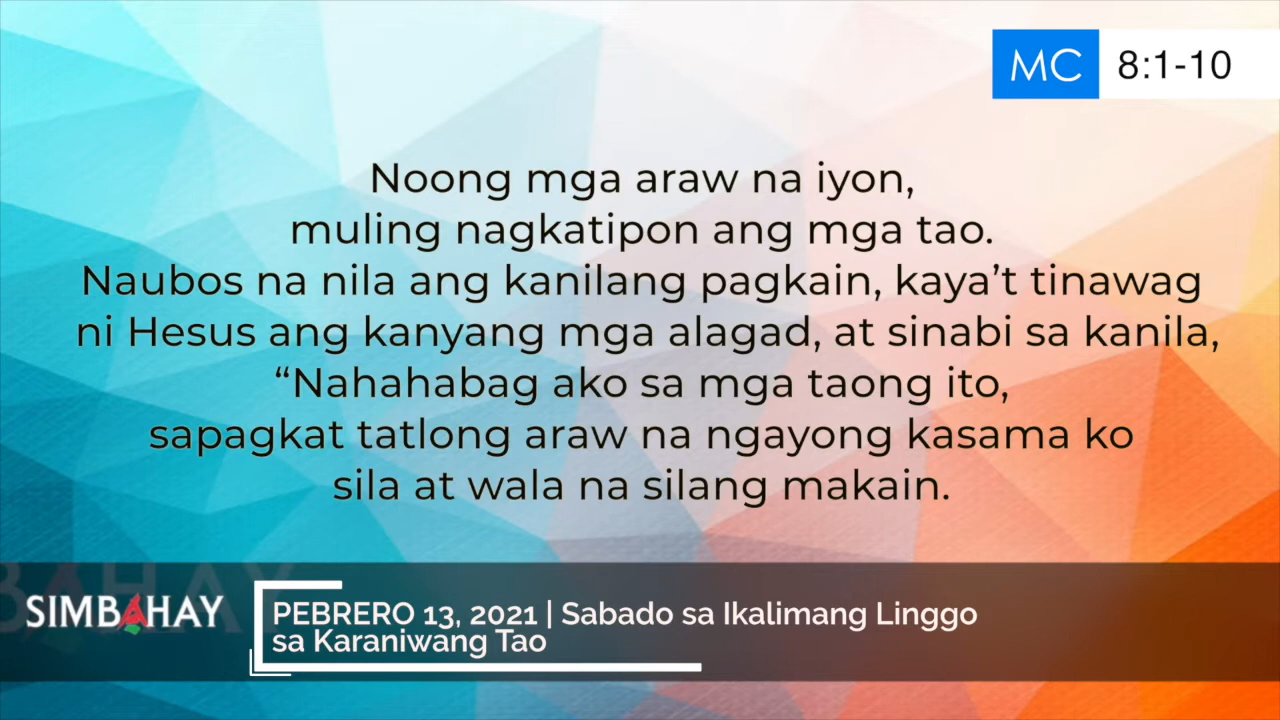 MC 8:1-10
Noong mga araw na iyon,
muling nagkatipon ang mga tao.
Naubos na nila ang kanilang pagkain, kaya’t tinawag
ni Hesus ang kanyang mga alagad, at sinabi sa kanila,
“Nahahabag ako sa mga taong ito,
sapagkat tatlong araw na ngayong kasama ko
sila at wala na silang makain.
SIMBAHAY
PEBRERO 13, 2021 | Sabado sa Ikalimang Linggo
sa Karaniwang Tao